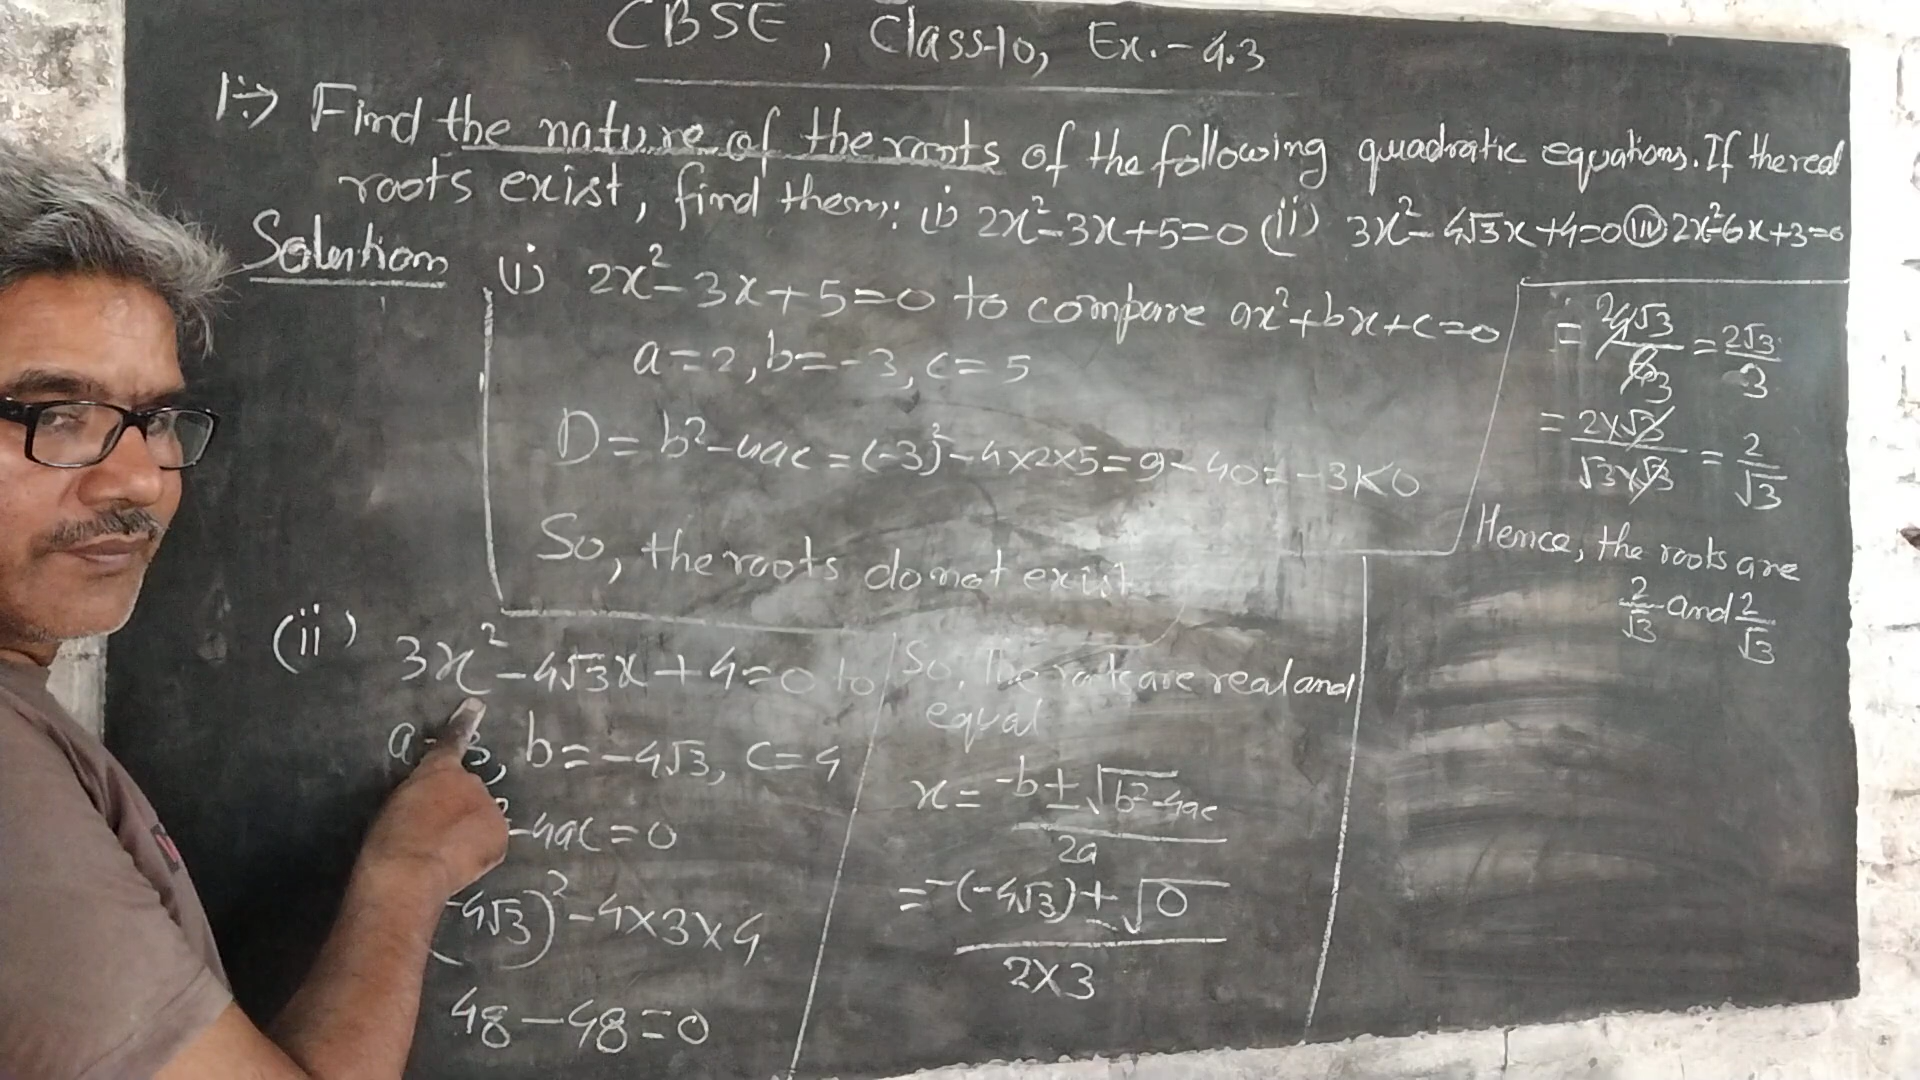 CBSE, Class-10, Ex.-4.3
1:→ Find the nature of the roots of the following quadratic equations. If the real
roots exist, find them: (i) 2x²-3x+5=0 (ii) 3x²-4√3x+4=0 (iii) 2x²-6x+3=0
Solution
(i) 2x²-3x+5=0 to compare ax²+bx+c=0
a=2, b=-3, c=5
D = b²-4ac = (-3)²-4×2×5 = 9-40 = -31<0
So, the roots do not exist.
(ii) 3x²-4√3x+4=0 to
a=3, b=-4√3, c=4
²-4ac=0
(-4√3)²-4×3×4
48-48=0
So, the roots are real and
equal
x = -b±√b²-4ac / 2a
= -(-4√3)±√0 / 2×3
= 4√3 / 6 = 2√3 / 3
= 2×√3 / √3×√3 = 2/√3
Hence, the roots are
2/√3 and 2/√3